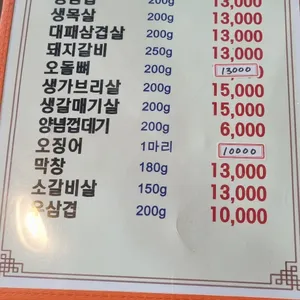 200g 13,000
생목살 200g 13,000
대패삼겹살 200g 13,000
돼지갈비 250g 13,000
오돌뼈 200g 13000
생가브리살 200g 15,000
생갈매기살 200g 15,000
양념껍데기 200g 6,000
오징어 1마리 10000
막창 180g 13,000
소갈비살 150g 13,000
우삼겹 200g 10,000